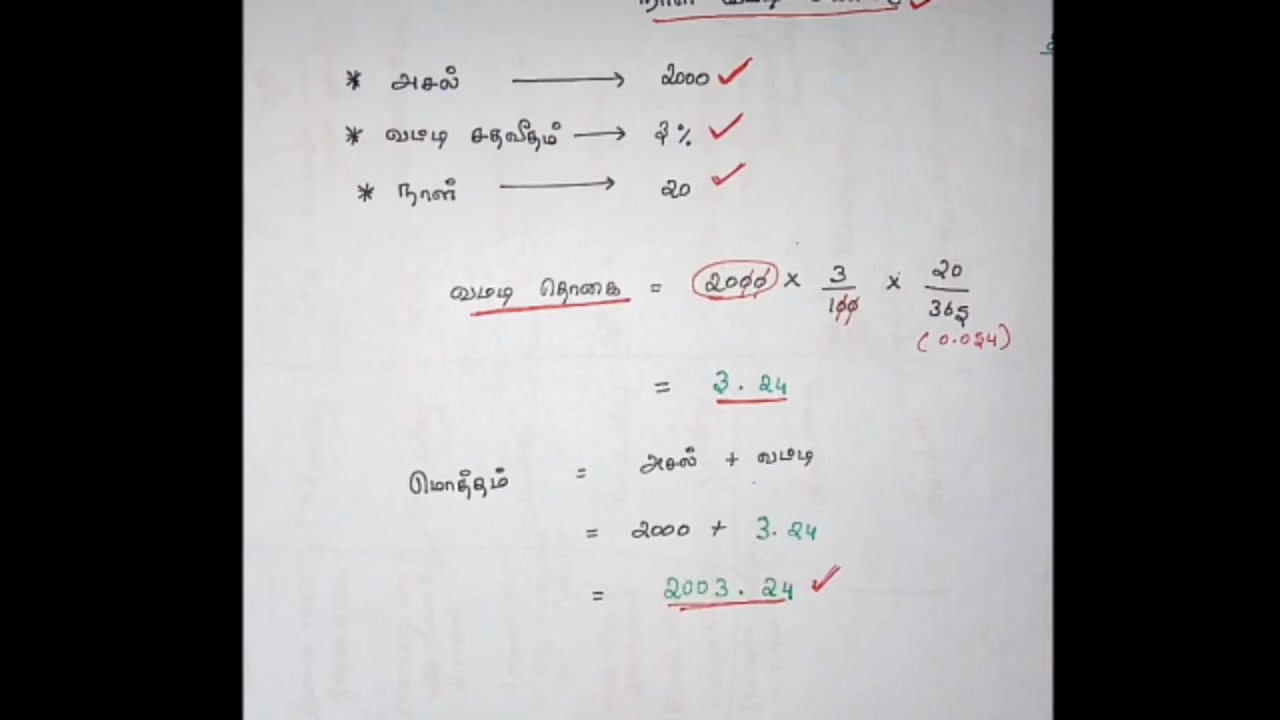 * அசல் → 2000 ✓
* வட்டி சதவீதம் → 3% ✓
* நாள் → 20 ✓
வட்டி தொகை = 2000 × 3/100 × 20/365
(0.054)
= 3.24
மொத்தம் = அசல் + வட்டி
= 2000 + 3.24
= 2003.24 ✓